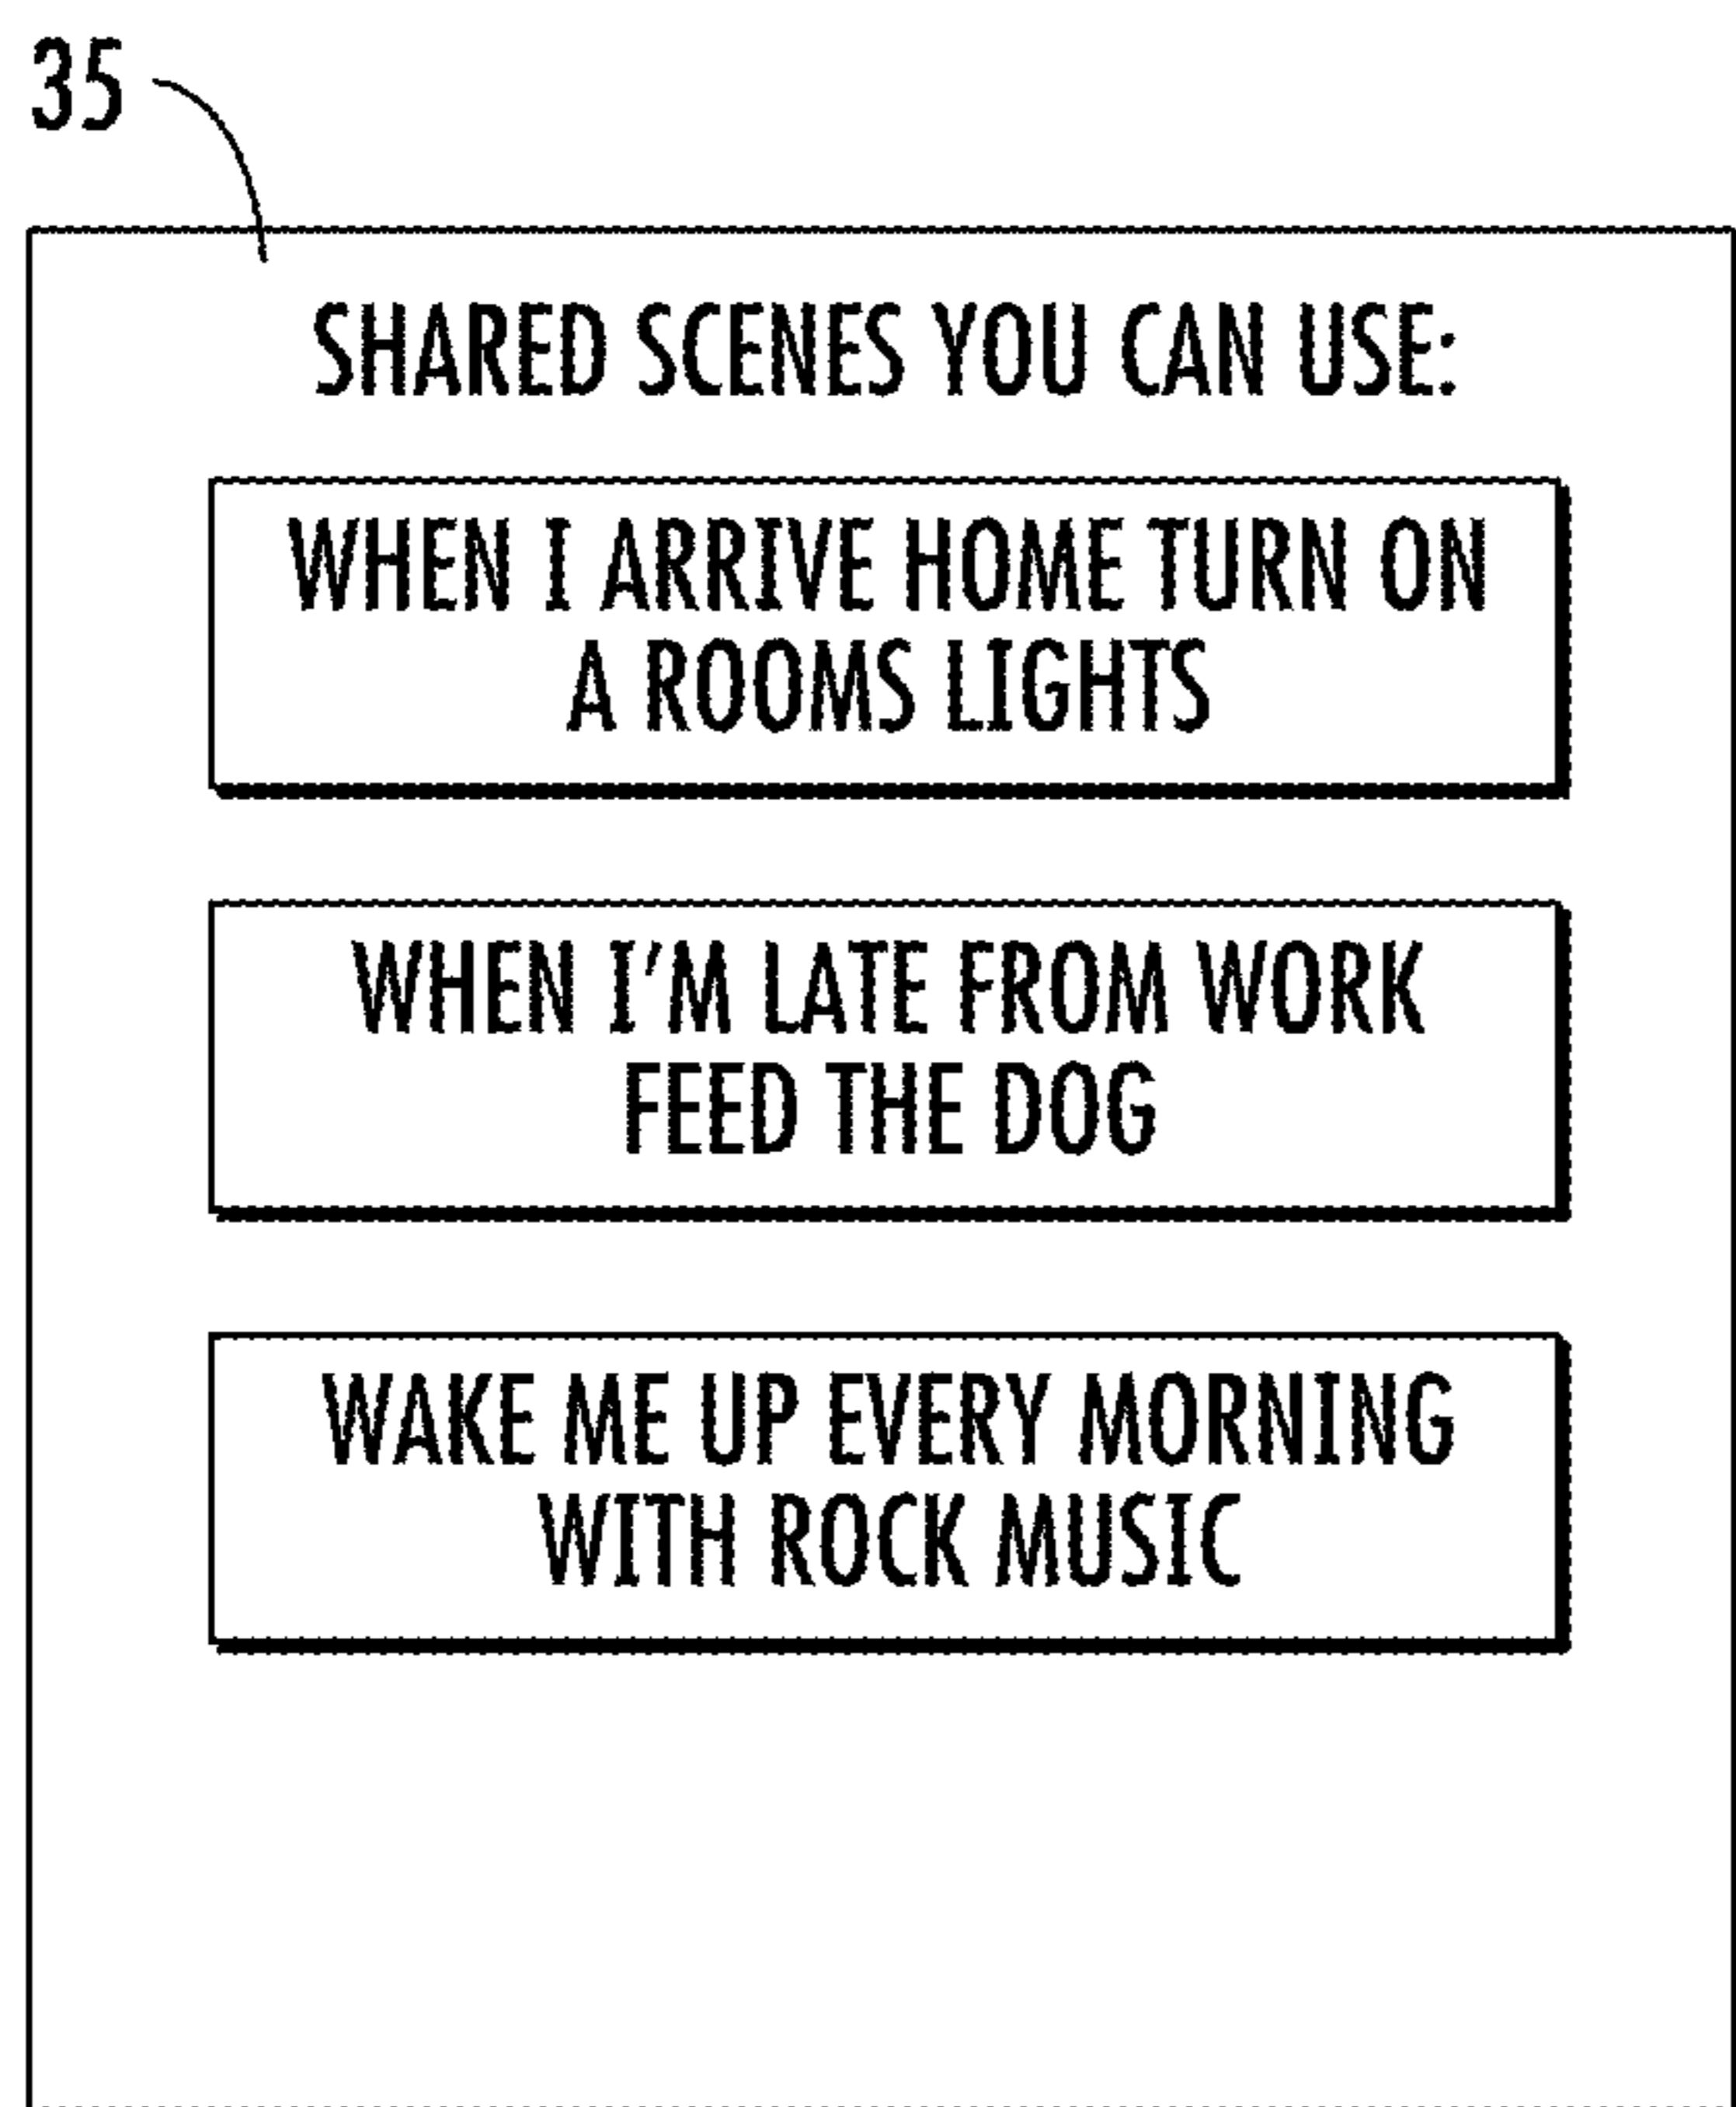 35
SHARED SCENES YOU CAN USE:
WHEN I ARRIVE HOME TURN ON
A ROOMS LIGHTS
WHEN I'M LATE FROM WORK
FEED THE DOG
WAKE ME UP EVERY MORNING
WITH ROCK MUSIC